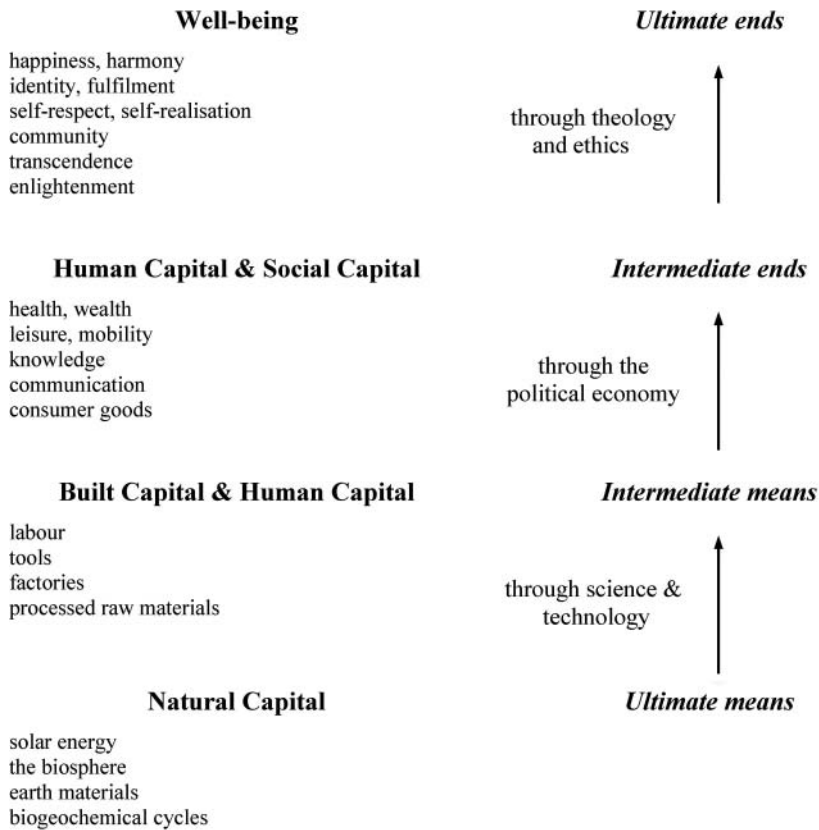 Well-being
Ultimate ends
happiness, harmony
identity, fulfilment
self-respect, self-realisation
community
transcendence
enlightenment
through theology
and ethics
Human Capital & Social Capital
Intermediate ends
health, wealth
leisure, mobility
knowledge
communication
consumer goods
through the
political economy
Built Capital & Human Capital
Intermediate means
labour
tools
factories
processed raw materials
through science &
technology
Natural Capital
Ultimate means
solar energy
the biosphere
earth materials
biogeochemical cycles